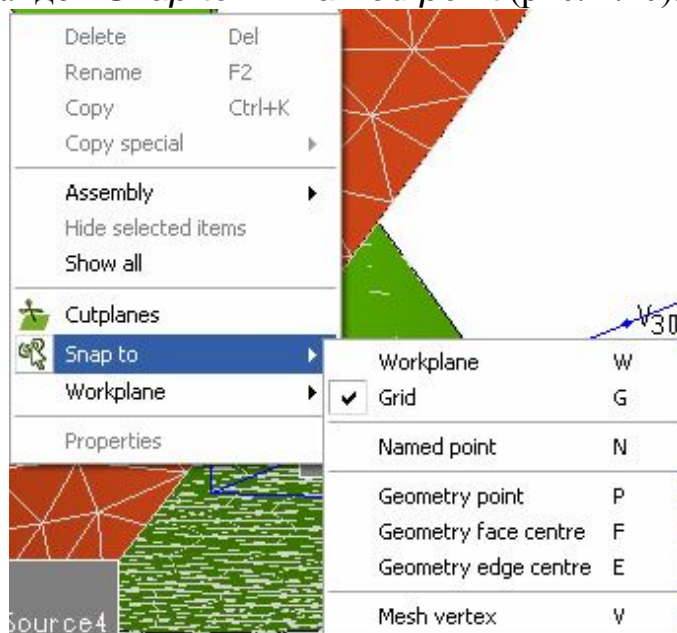 Delete Del
Rename F2
Copy Ctrl+K
Copy special
Assembly
Hide selected items
Show all
Cutplanes
Snap to
Workplane
Properties
V30
Workplane W
Grid G
Named point N
Geometry point P
Geometry face centre F
Geometry edge centre E
Mesh vertex V
Source4